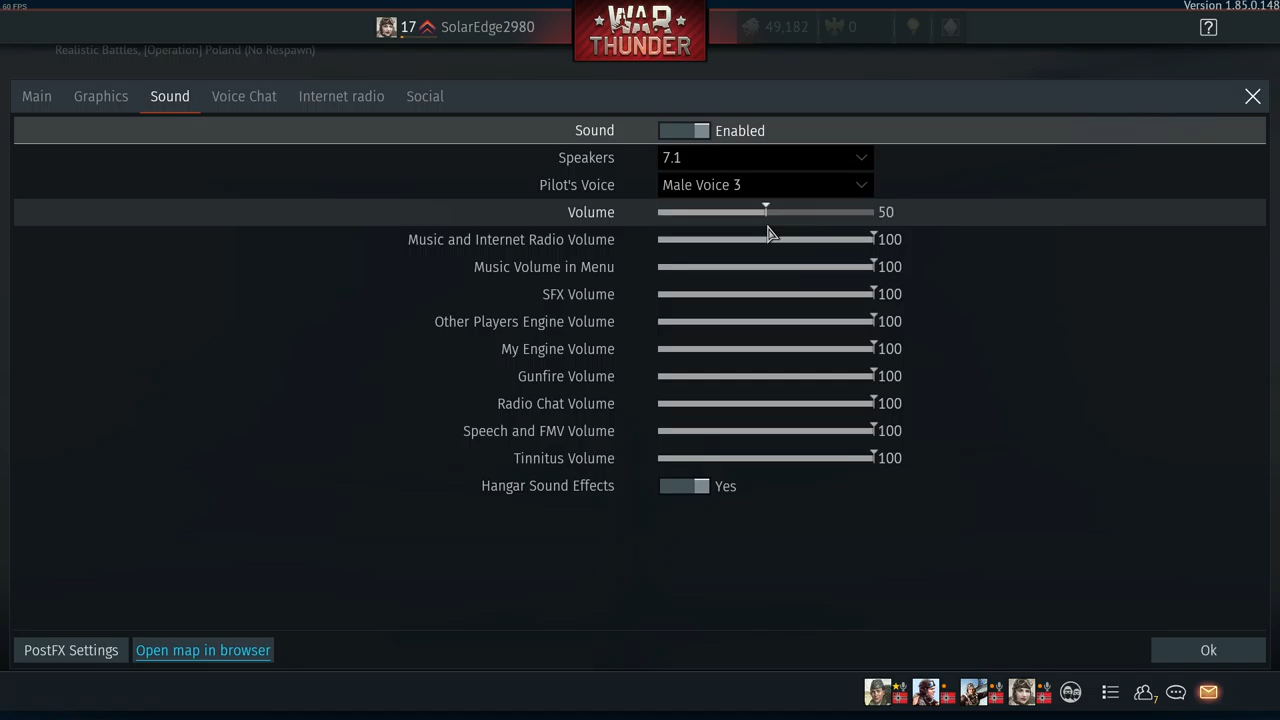 60 FPS
Version 1.85.0.148
17 SolarEdge2980
WAR THUNDER
49,182 0
Realistic Battles, [Operation] Poland (No Respawn)
Main Graphics Sound Voice Chat Internet radio Social
Sound Enabled
Speakers 7.1
Pilot's Voice Male Voice 3
Volume 50
Music and Internet Radio Volume 100
Music Volume in Menu 100
SFX Volume 100
Other Players Engine Volume 100
My Engine Volume 100
Gunfire Volume 100
Radio Chat Volume 100
Speech and FMV Volume 100
Tinnitus Volume 100
Hangar Sound Effects Yes
PostFX Settings Open map in browser Ok
7